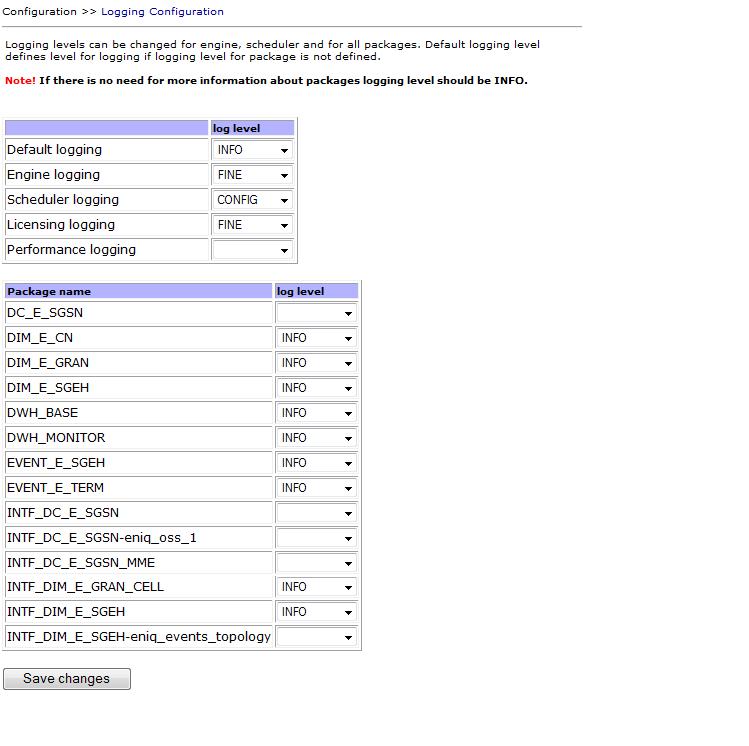 Configuration >> Logging Configuration
Logging levels can be changed for engine, scheduler and for all packages. Default logging level
defines level for logging if logging level for package is not defined.
Note! If there is no need for more information about packages logging level should be INFO.
log level
Default logging INFO
Engine logging FINE
Scheduler logging CONFIG
Licensing logging FINE
Performance logging
Package name log level
DC_E_SGSN
DIM_E_CN INFO
DIM_E_GRAN INFO
DIM_E_SGEH INFO
DWH_BASE INFO
DWH_MONITOR INFO
EVENT_E_SGEH INFO
EVENT_E_TERM INFO
INTF_DC_E_SGSN
INTF_DC_E_SGSN-eniq_oss_1
INTF_DC_E_SGSN_MME
INTF_DIM_E_GRAN_CELL INFO
INTF_DIM_E_SGEH INFO
INTF_DIM_E_SGEH-eniq_events_topology
Save changes